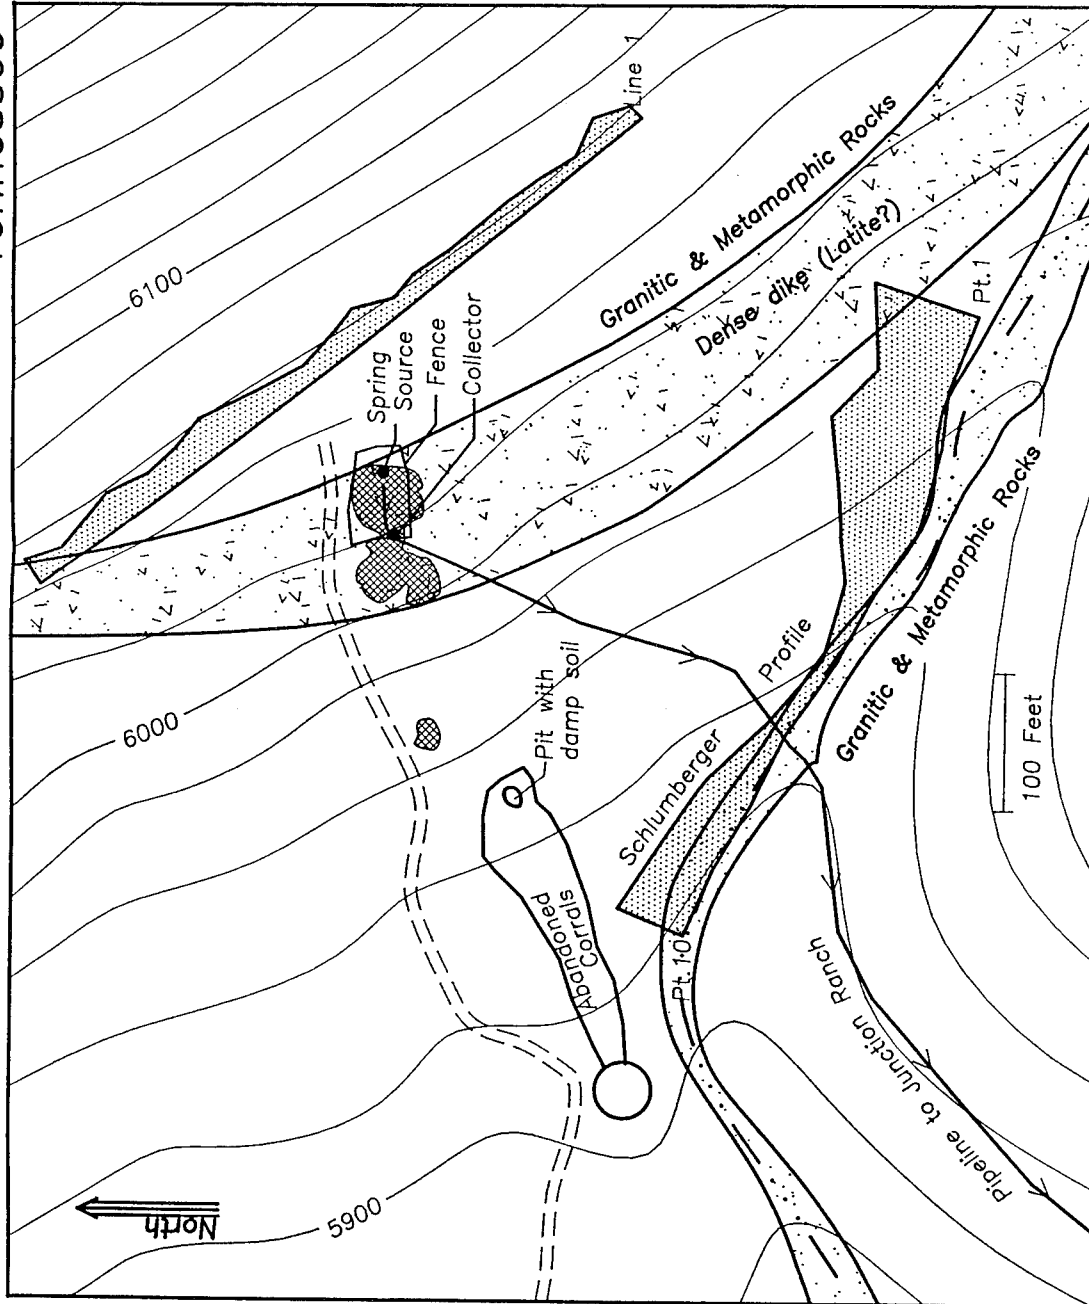 6100
Line 1
Granitic & Metamorphic Rocks
Dense dike (Latite?)
Spring
Source
Fence
Collector
Pt.1
6000
Pit with
damp soil
Profile
Schlumberger
Granitic & Metamorphic Rocks
100 Feet
Abandoned
Corrals
Pt.10
Pipeline to Junction Ranch
5900
North